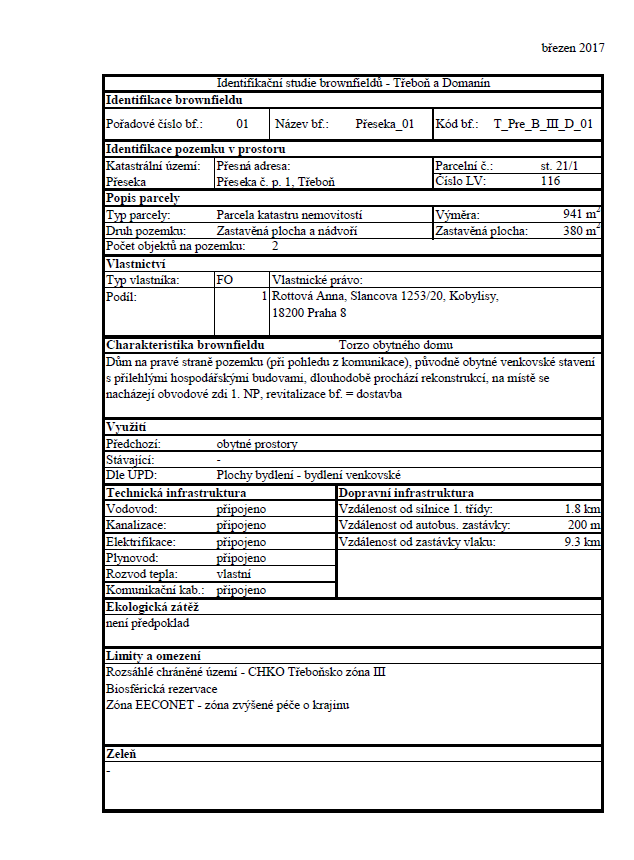 březen 2017
Identifikační studie brownfieldů - Třeboň a Domanín
Identifikace brownfieldu
Pořadové číslo bf.: 01 Název bf.: Přeseka_01 Kód bf.: T_Pre_B_III_D_01
Identifikace pozemku v prostoru
Katastrální území: Přesná adresa: Parcelní č.: st. 21/1
Přeseka Přeseka č. p. 1, Třeboň Číslo LV: 116
Popis parcely
Typ parcely: Parcela katastru nemovitostí Výměra: 941 m²
Druh pozemku: Zastavěná plocha a nádvoří Zastavěná plocha: 380 m²
Počet objektů na pozemku: 2
Vlastnictví
Typ vlastníka: FO Vlastnické právo:
Podíl: 1 Rottová Anna, Slancova 1253/20, Kobylisy,
18200 Praha 8
Charakteristika brownfieldu Torzo obytného domu
Dům na pravé straně pozemku (při pohledu z komunikace), původně obytné venkovské stavení
s přilehlými hospodářskými budovami, dlouhodobě prochází rekonstrukcí, na místě se
nacházejí obvodové zdi 1. NP, revitalizace bf. = dostavba
Využití
Předchozí: obytné prostory
Stávající: -
Dle ÚPD: Plochy bydlení - bydlení venkovské
Technická infrastruktura Dopravní infrastruktura
Vodovod: připojeno Vzdálenost od silnice 1. třídy: 1.8 km
Kanalizace: připojeno Vzdálenost od autobus. zastávky: 200 m
Elektrifikace: připojeno Vzdálenost od zastávky vlaku: 9.3 km
Plynovod: připojeno
Rozvod tepla: vlastní
Komunikační kab.: připojeno
Ekologická zátěž
není předpoklad
Limity a omezení
Rozsáhlé chráněné území - CHKO Třeboňsko zóna III
Biosférická rezervace
Zóna EECONET - zóna zvýšené péče o krajinu
Zeleň
-